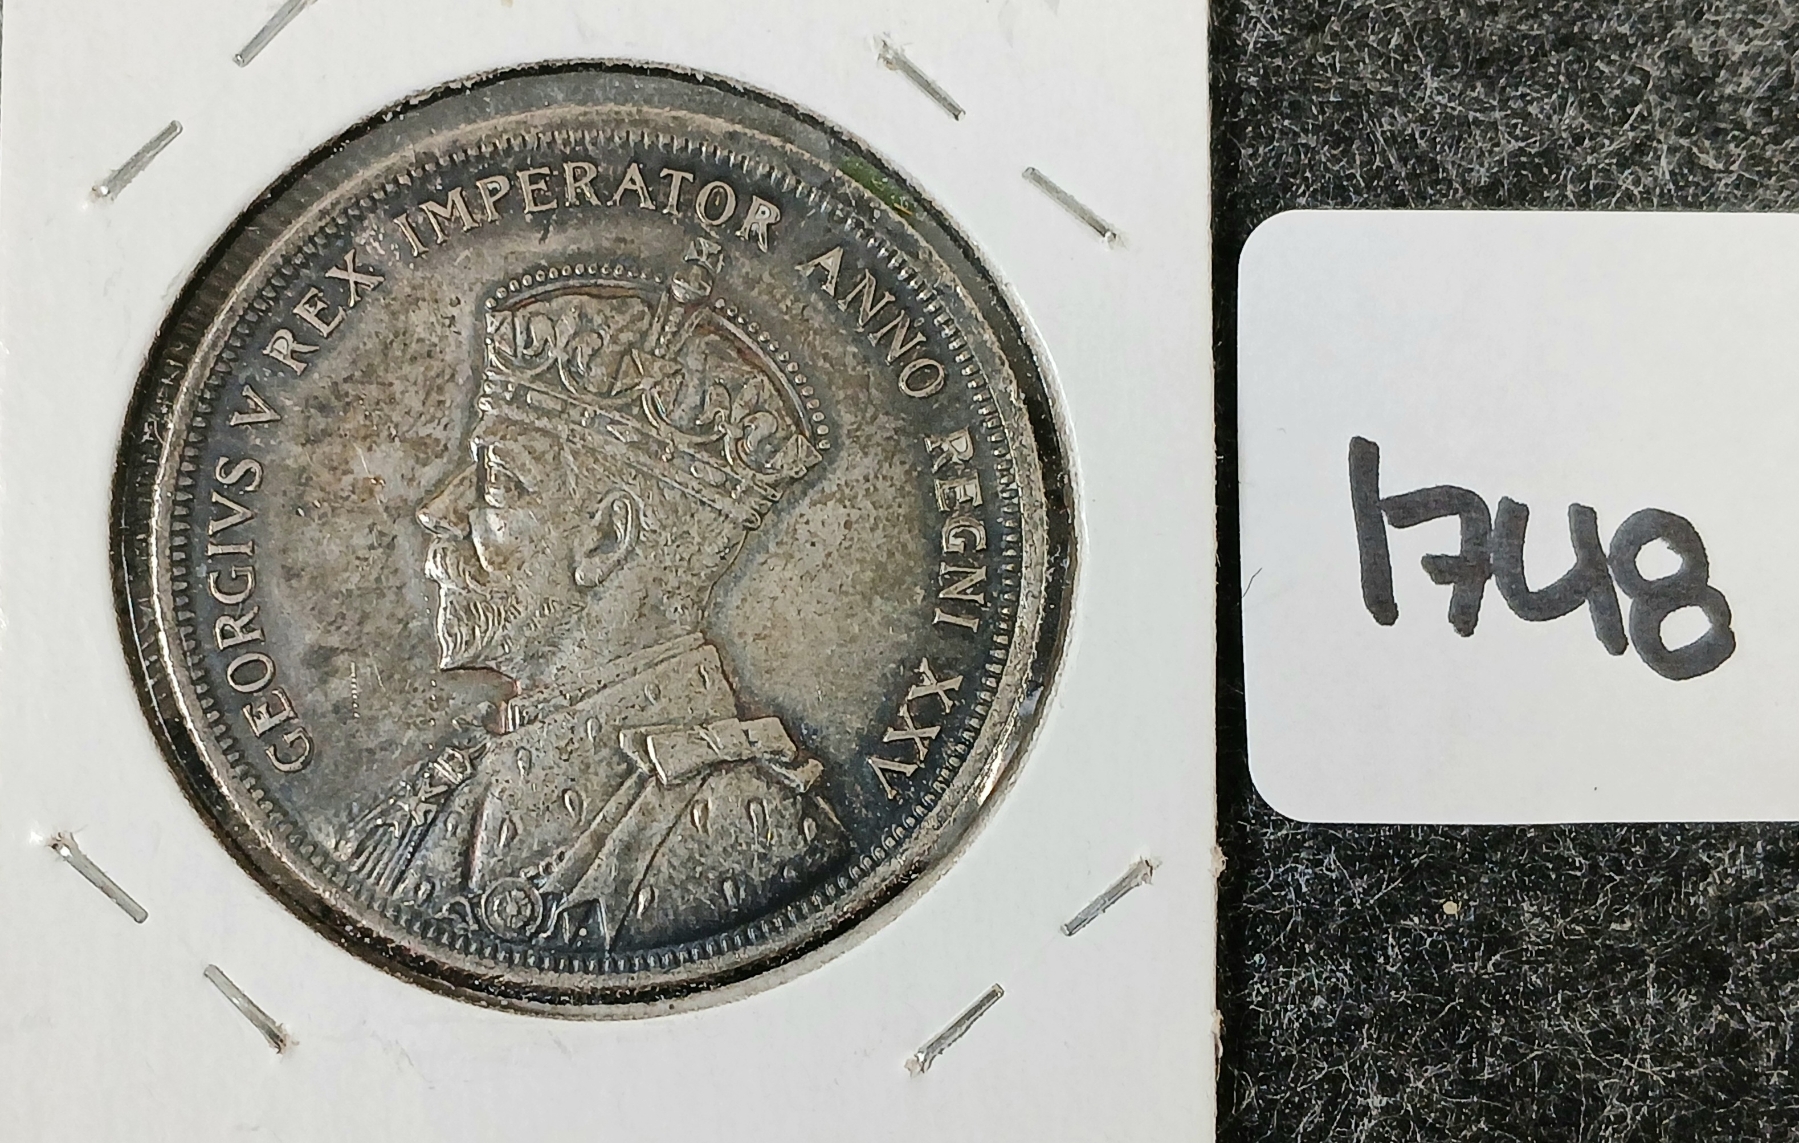 GEORGIVS V REX IMPERATOR ANNO REGNI XXV
1748